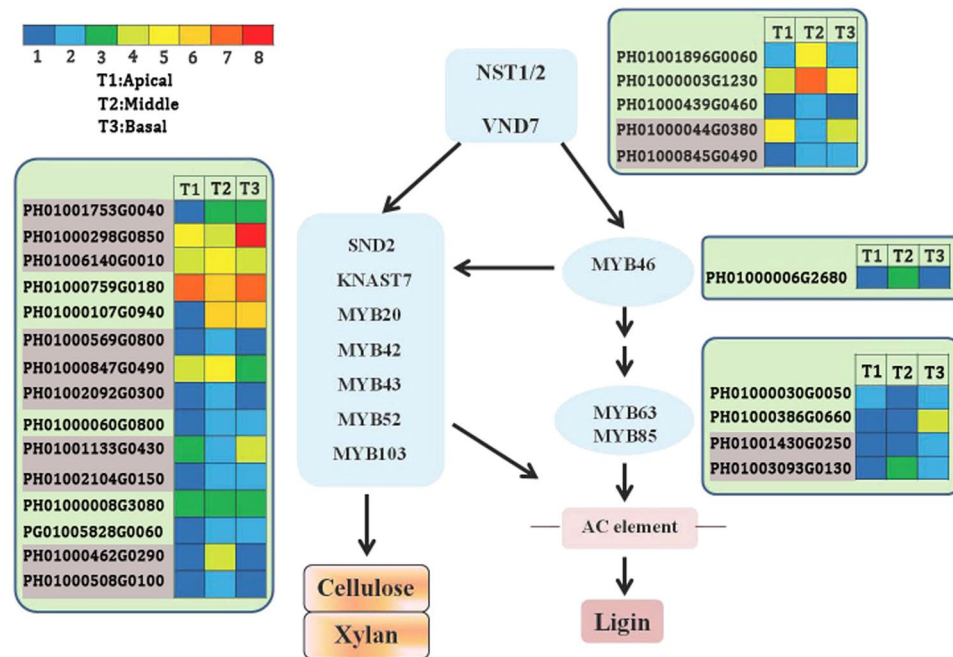 1 2 3 4 5 6 7 8
T1:Apical
T2:Middle
T3:Basal
NST1/2
VND7
T1 T2 T3
PH01001896G0060
PH01000003G1230
PH01000439G0460
PH01000044G0380
PH01000845G0490
T1 T2 T3
PH01001753G0040
PH01000298G0850
PH01006140G0010
PH01000759G0180
PH01000107G0940
PH01000569G0800
PH01000847G0490
PH01002092G0300
PH01000060G0800
PH01001133G0430
PH01002104G0150
PH01000008G3080
PG01005828G0060
PH01000462G0290
PH01000508G0100
SND2
KNAST7
MYB20
MYB42
MYB43
MYB52
MYB103
MYB46
T1 T2 T3
PH01000006G2680
MYB63
MYB85
T1 T2 T3
PH01000030G0050
PH01000386G0660
PH01001430G0250
PH01003093G0130
AC element
Cellulose
Xylan
Ligin